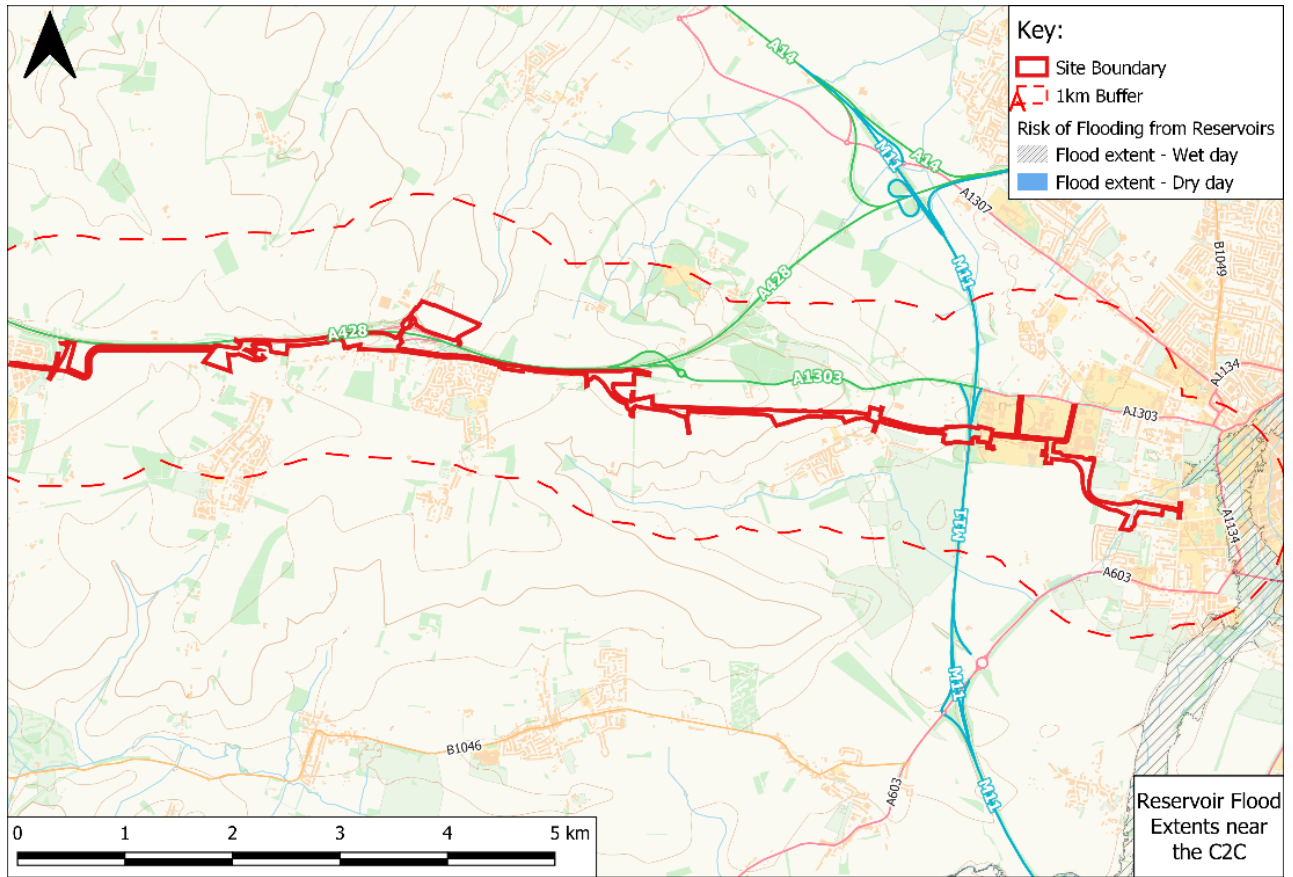 Key:
Site Boundary
A
1km Buffer
Risk of Flooding from Reservoirs
Flood extent - Wet day
Flood extent - Dry day
A14
M11
A14
A1307
B1049
M11
A428
A428
A1303
A1134
A1303
M11
A1134
A603
M11
B1046
A603
M11
Reservoir Flood
Extents near
the C2C
0 1 2 3 4 5 km